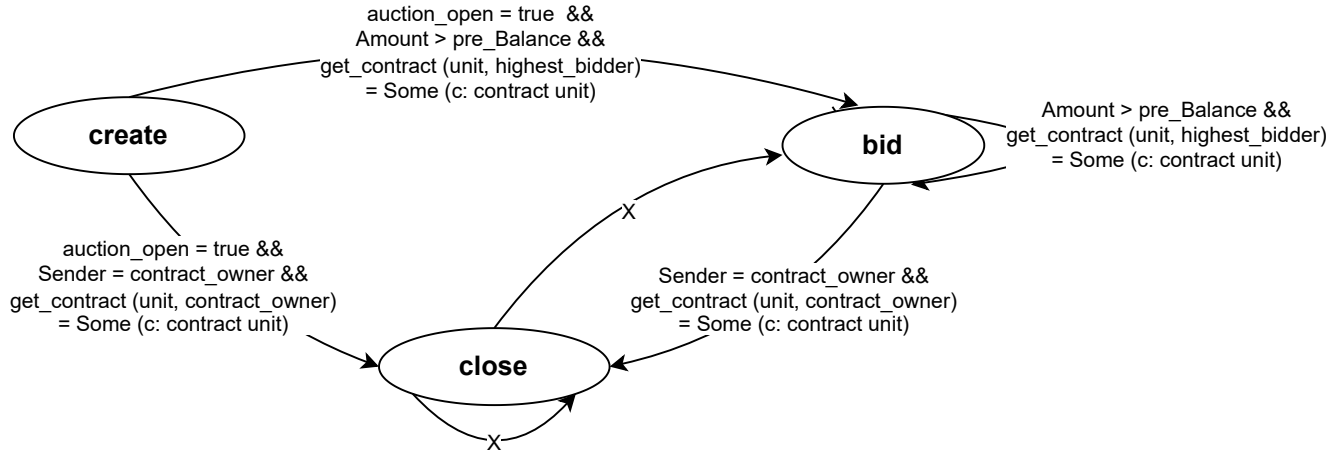 auction_open = true &&
Amount > pre_Balance &&
get_contract (unit, highest_bidder)
= Some (c: contract unit)
create
bid
Amount > pre_Balance &&
get_contract (unit, highest_bidder)
= Some (c: contract unit)
X
auction_open = true &&
Sender = contract_owner &&
get_contract (unit, contract_owner)
= Some (c: contract unit)
Sender = contract_owner &&
get_contract (unit, contract_owner)
= Some (c: contract unit)
close
X